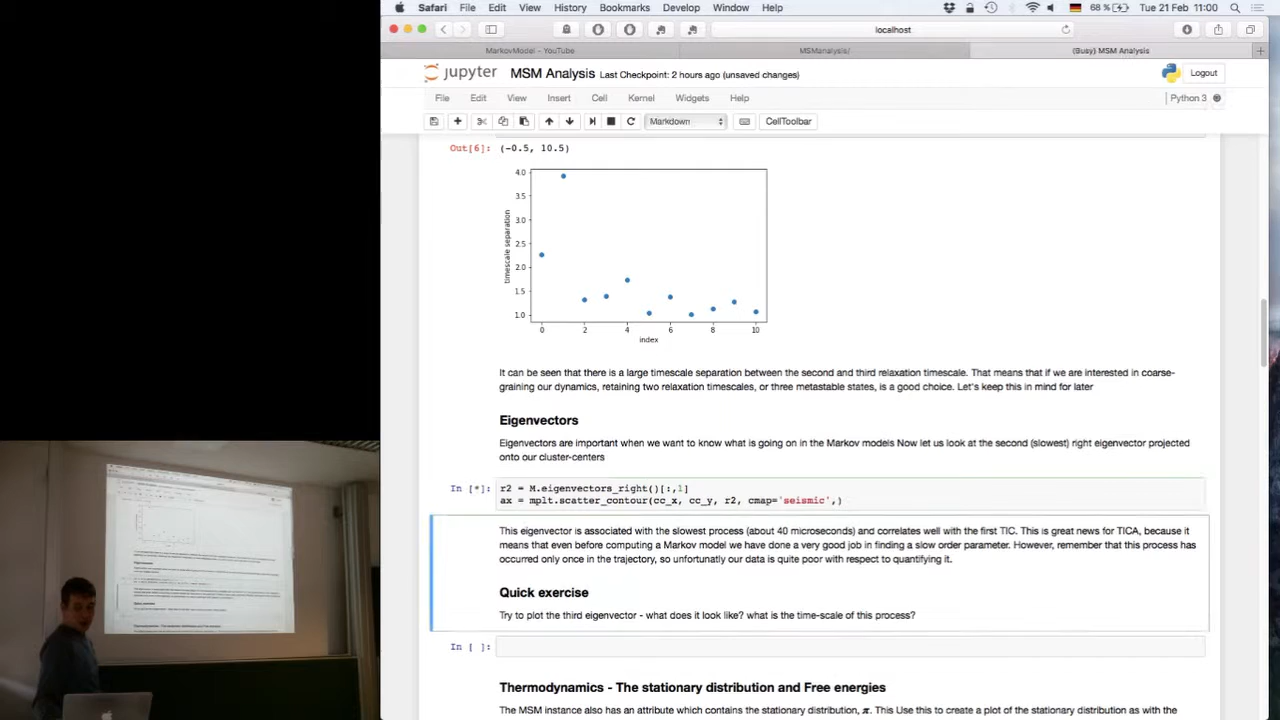 Safari File Edit View History Bookmarks Develop Window Help 68 % Tue 21 Feb 11:00
localhost
MarkovModel - YouTube MSManalysis/ (Busy) MSM Analysis
jupyter MSM Analysis Last Checkpoint: 2 hours ago (unsaved changes) Logout
File Edit View Insert Cell Kernel Widgets Help Python 3
Markdown CellToolbar
Out[6]: (-0.5, 10.5)
4.0
3.5
3.0
2.5
2.0
1.5
1.0
timescale separation
0 2 4 6 8 10
index
It can be seen that there is a large timescale separation between the second and third relaxation timescale. That means that if we are interested in coarse-
graining our dynamics, retaining two relaxation timescales, or three metastable states, is a good choice. Let's keep this in mind for later
Eigenvectors
Eigenvectors are important when we want to know what is going on in the Markov models Now let us look at the second (slowest) right eigenvector projected
onto our cluster-centers
In [*]: r2 = M.eigenvectors_right()[:,1]
ax = mplt.scatter_contour(cc_x, cc_y, r2, cmap='seismic',)
This eigenvector is associated with the slowest process (about 40 microseconds) and correlates well with the first TIC. This is great news for TICA, because it
means that even before computing a Markov model we have done a very good job in finding a slow order parameter. However, remember that this process has
occurred only once in the trajectory, so unfortunatly our data is quite poor with respect to quantifying it.
Quick exercise
Try to plot the third eigenvector - what does it look like? what is the time-scale of this process?
In [ ]:
Thermodynamics - The stationary distribution and Free energies
The MSM instance also has an attribute which contains the stationary distribution, π. This Use this to create a plot of the stationary distribution as with the